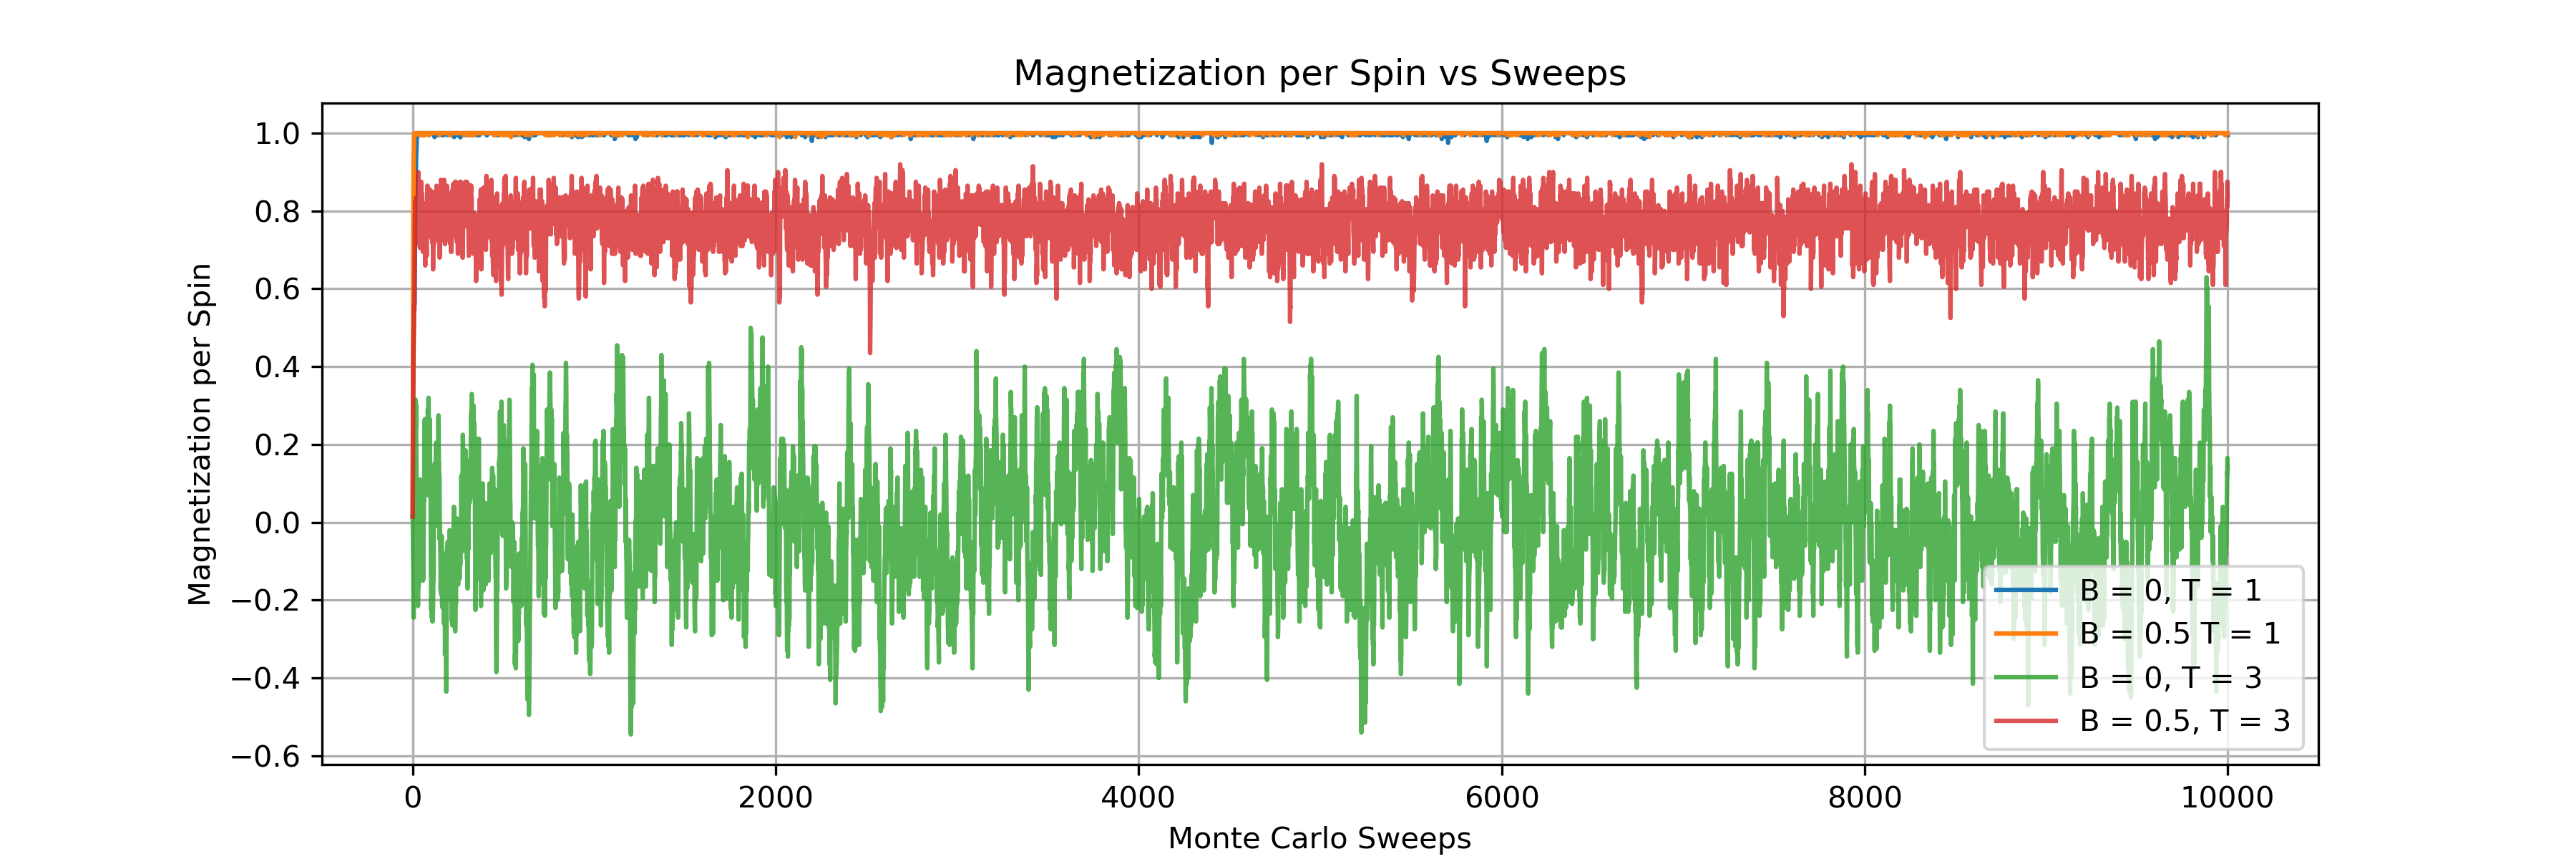 Magnetization per Spin vs Sweeps
Magnetization per Spin
1.0
0.8
0.6
0.4
0.2
0.0
−0.2
−0.4
−0.6
B = 0, T = 1
B = 0.5 T = 1
B = 0, T = 3
B = 0.5, T = 3
0
2000
4000
6000
8000
10000
Monte Carlo Sweeps